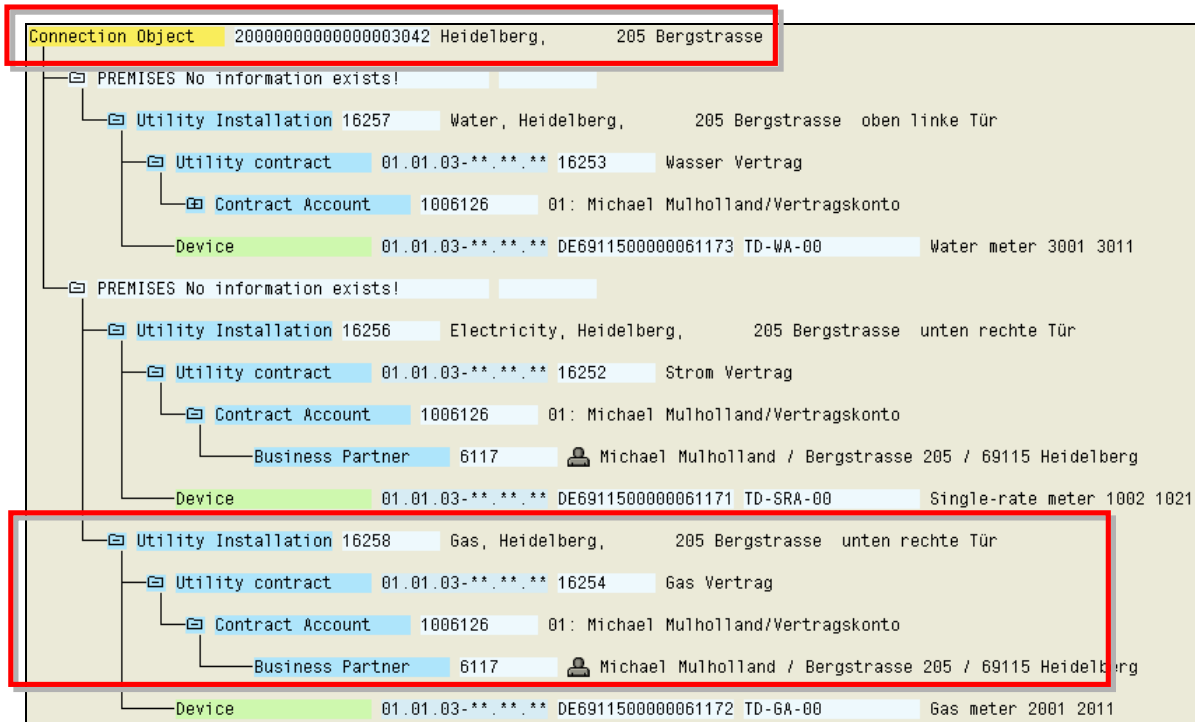 Connection Object 20000000000000003042 Heidelberg, 205 Bergstrasse
PREMISES No information exists!
Utility Installation 16257 Water, Heidelberg, 205 Bergstrasse oben linke Tür
Utility contract 01.01.03-**.**.** 16253 Wasser Vertrag
Contract Account 1006126 01: Michael Mulholland/Vertragskonto
Device 01.01.03-**.**.** DE6911500000061173 TD-WA-00 Water meter 3001 3011
PREMISES No information exists!
Utility Installation 16256 Electricity, Heidelberg, 205 Bergstrasse unten rechte Tür
Utility contract 01.01.03-**.**.** 16252 Strom Vertrag
Contract Account 1006126 01: Michael Mulholland/Vertragskonto
Business Partner 6117 Michael Mulholland / Bergstrasse 205 / 69115 Heidelberg
Device 01.01.03-**.**.** DE6911500000061171 TD-SRA-00 Single-rate meter 1002 1021
Utility Installation 16258 Gas, Heidelberg, 205 Bergstrasse unten rechte Tür
Utility contract 01.01.03-**.**.** 16254 Gas Vertrag
Contract Account 1006126 01: Michael Mulholland/Vertragskonto
Business Partner 6117 Michael Mulholland / Bergstrasse 205 / 69115 Heidelberg
Device 01.01.03-**.**.** DE6911500000061172 TD-GA-00 Gas meter 2001 2011